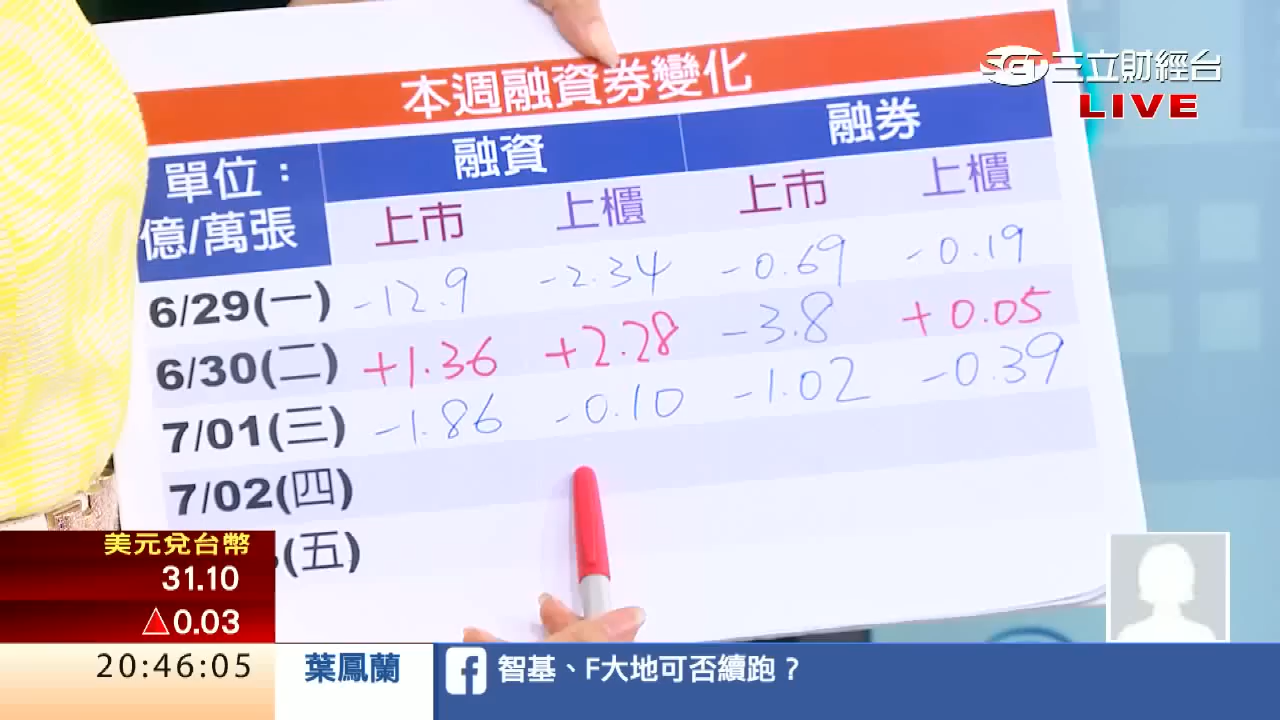 三立財經台
LIVE
本週融資券變化
單位：
億/萬張
融資 融券
上市 上櫃 上市 上櫃
6/29(一) -12.9 -2.34 -0.69 -0.19
6/30(二) +1.36 +2.28 -3.8 +0.05
7/01(三) -1.86 -0.10 -1.02 -0.39
7/02(四)
(五)
美元兌台幣
31.10
△0.03
20:46:05
葉鳳蘭
f 智基、F大地可否續跑？